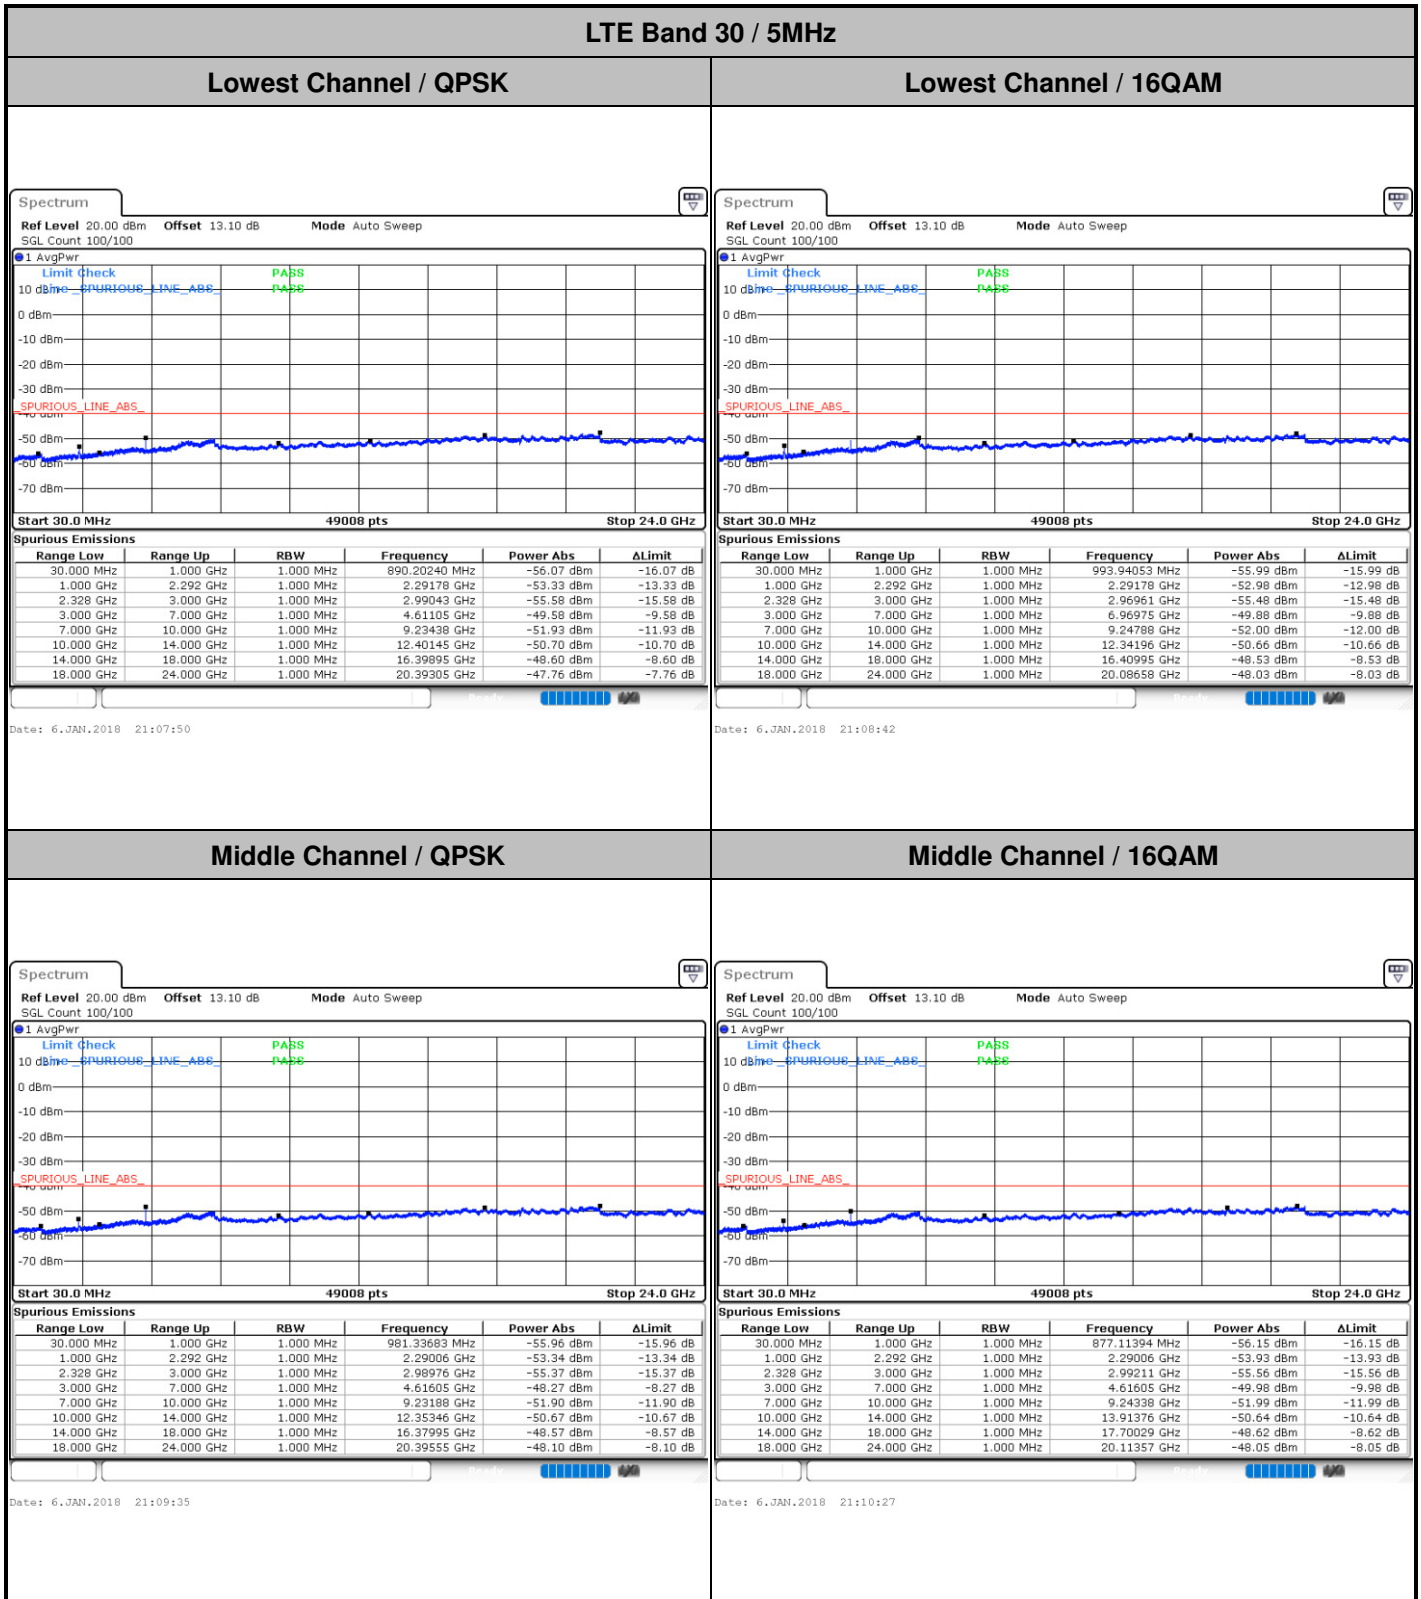 LTE Band 30 / 5MHz
Lowest Channel / QPSK
Lowest Channel / 16QAM
Spectrum
Ref Level 20.00 dBm Offset 13.10 dB Mode Auto Sweep
SGL Count 100/100
1 AvgPwr
Limit Check PASS
10 dBm Line _SPURIOUS_LINE_ABS_ PASS
0 dBm
-10 dBm
-20 dBm
-30 dBm
_SPURIOUS_LINE_ABS_
-40 dBm
-50 dBm
-60 dBm
-70 dBm
Start 30.0 MHz 49008 pts Stop 24.0 GHz
Spurious Emissions
Range Low Range Up RBW Frequency Power Abs ΔLimit
30.000 MHz 1.000 GHz 1.000 MHz 890.20240 MHz -56.07 dBm -16.07 dB
1.000 GHz 2.292 GHz 1.000 MHz 2.29178 GHz -53.33 dBm -13.33 dB
2.328 GHz 3.000 GHz 1.000 MHz 2.99043 GHz -55.58 dBm -15.58 dB
3.000 GHz 7.000 GHz 1.000 MHz 4.61105 GHz -49.58 dBm -9.58 dB
7.000 GHz 10.000 GHz 1.000 MHz 9.23438 GHz -51.93 dBm -11.93 dB
10.000 GHz 14.000 GHz 1.000 MHz 12.40145 GHz -50.70 dBm -10.70 dB
14.000 GHz 18.000 GHz 1.000 MHz 16.39895 GHz -48.60 dBm -8.60 dB
18.000 GHz 24.000 GHz 1.000 MHz 20.39305 GHz -47.76 dBm -7.76 dB
Ready
Date: 6.JAN.2018 21:07:50
Spectrum
Ref Level 20.00 dBm Offset 13.10 dB Mode Auto Sweep
SGL Count 100/100
1 AvgPwr
Limit Check PASS
10 dBm Line _SPURIOUS_LINE_ABS_ PASS
0 dBm
-10 dBm
-20 dBm
-30 dBm
_SPURIOUS_LINE_ABS_
-40 dBm
-50 dBm
-60 dBm
-70 dBm
Start 30.0 MHz 49008 pts Stop 24.0 GHz
Spurious Emissions
Range Low Range Up RBW Frequency Power Abs ΔLimit
30.000 MHz 1.000 GHz 1.000 MHz 993.94053 MHz -55.99 dBm -15.99 dB
1.000 GHz 2.292 GHz 1.000 MHz 2.29178 GHz -52.98 dBm -12.98 dB
2.328 GHz 3.000 GHz 1.000 MHz 2.96961 GHz -55.48 dBm -15.48 dB
3.000 GHz 7.000 GHz 1.000 MHz 6.96975 GHz -49.88 dBm -9.88 dB
7.000 GHz 10.000 GHz 1.000 MHz 9.24788 GHz -52.00 dBm -12.00 dB
10.000 GHz 14.000 GHz 1.000 MHz 12.34196 GHz -50.66 dBm -10.66 dB
14.000 GHz 18.000 GHz 1.000 MHz 16.40995 GHz -48.53 dBm -8.53 dB
18.000 GHz 24.000 GHz 1.000 MHz 20.08658 GHz -48.03 dBm -8.03 dB
Ready
Date: 6.JAN.2018 21:08:42
Middle Channel / QPSK
Middle Channel / 16QAM
Spectrum
Ref Level 20.00 dBm Offset 13.10 dB Mode Auto Sweep
SGL Count 100/100
1 AvgPwr
Limit Check PASS
10 dBm Line _SPURIOUS_LINE_ABS_ PASS
0 dBm
-10 dBm
-20 dBm
-30 dBm
_SPURIOUS_LINE_ABS_
-40 dBm
-50 dBm
-60 dBm
-70 dBm
Start 30.0 MHz 49008 pts Stop 24.0 GHz
Spurious Emissions
Range Low Range Up RBW Frequency Power Abs ΔLimit
30.000 MHz 1.000 GHz 1.000 MHz 981.33683 MHz -55.96 dBm -15.96 dB
1.000 GHz 2.292 GHz 1.000 MHz 2.29006 GHz -53.34 dBm -13.34 dB
2.328 GHz 3.000 GHz 1.000 MHz 2.98976 GHz -55.37 dBm -15.37 dB
3.000 GHz 7.000 GHz 1.000 MHz 4.61605 GHz -48.27 dBm -8.27 dB
7.000 GHz 10.000 GHz 1.000 MHz 9.23188 GHz -51.90 dBm -11.90 dB
10.000 GHz 14.000 GHz 1.000 MHz 12.35346 GHz -50.67 dBm -10.67 dB
14.000 GHz 18.000 GHz 1.000 MHz 16.37995 GHz -48.57 dBm -8.57 dB
18.000 GHz 24.000 GHz 1.000 MHz 20.39555 GHz -48.10 dBm -8.10 dB
Ready
Date: 6.JAN.2018 21:09:35
Spectrum
Ref Level 20.00 dBm Offset 13.10 dB Mode Auto Sweep
SGL Count 100/100
1 AvgPwr
Limit Check PASS
10 dBm Line _SPURIOUS_LINE_ABS_ PASS
0 dBm
-10 dBm
-20 dBm
-30 dBm
_SPURIOUS_LINE_ABS_
-40 dBm
-50 dBm
-60 dBm
-70 dBm
Start 30.0 MHz 49008 pts Stop 24.0 GHz
Spurious Emissions
Range Low Range Up RBW Frequency Power Abs ΔLimit
30.000 MHz 1.000 GHz 1.000 MHz 877.11394 MHz -56.15 dBm -16.15 dB
1.000 GHz 2.292 GHz 1.000 MHz 2.29006 GHz -53.93 dBm -13.93 dB
2.328 GHz 3.000 GHz 1.000 MHz 2.99211 GHz -55.56 dBm -15.56 dB
3.000 GHz 7.000 GHz 1.000 MHz 4.61605 GHz -49.98 dBm -9.98 dB
7.000 GHz 10.000 GHz 1.000 MHz 9.24338 GHz -51.99 dBm -11.99 dB
10.000 GHz 14.000 GHz 1.000 MHz 13.91376 GHz -50.64 dBm -10.64 dB
14.000 GHz 18.000 GHz 1.000 MHz 17.70029 GHz -48.62 dBm -8.62 dB
18.000 GHz 24.000 GHz 1.000 MHz 20.11357 GHz -48.05 dBm -8.05 dB
Ready
Date: 6.JAN.2018 21:10:27